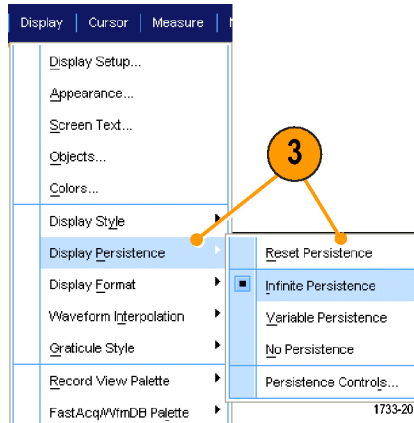 Display Cursor Measure
Display Setup...
Appearance...
Screen Text...
Objects...
Colors...
3
Display Style
Display Persistence
Reset Persistence
Display Format
Infinite Persistence
Waveform Interpolation
Variable Persistence
Graticule Style
No Persistence
Record View Palette
Persistence Controls...
FastAcq/WfmDB Palette
1733-20